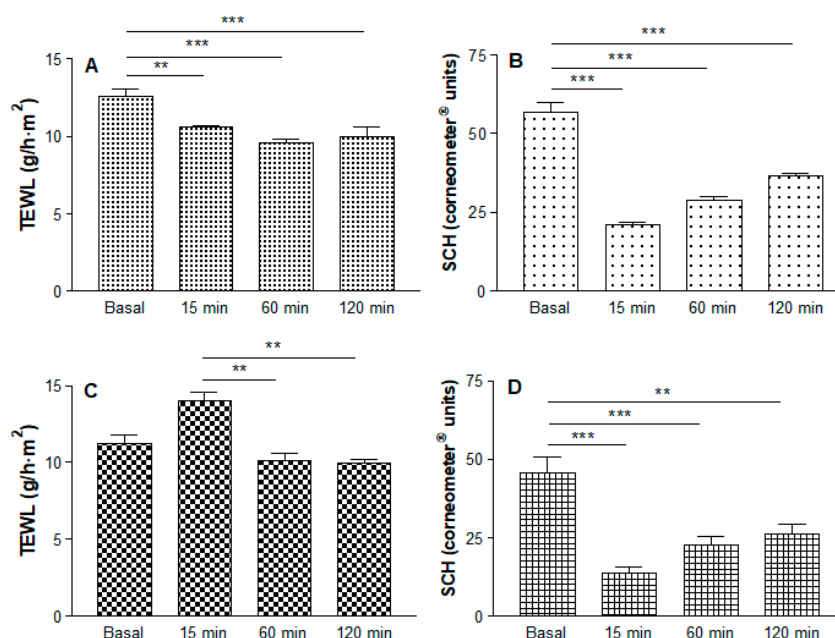 ***
***
**
A
TEWL (g/h·m²)
15
10
5
0
Basal 15 min 60 min 120 min
***
***
***
B
SCH (corneometer® units)
75
50
25
0
Basal 15 min 60 min 120 min
**
**
C
TEWL (g/h·m²)
15
10
5
0
Basal 15 min 60 min 120 min
**
***
***
D
SCH (corneometer® units)
75
50
25
0
Basal 15 min 60 min 120 min